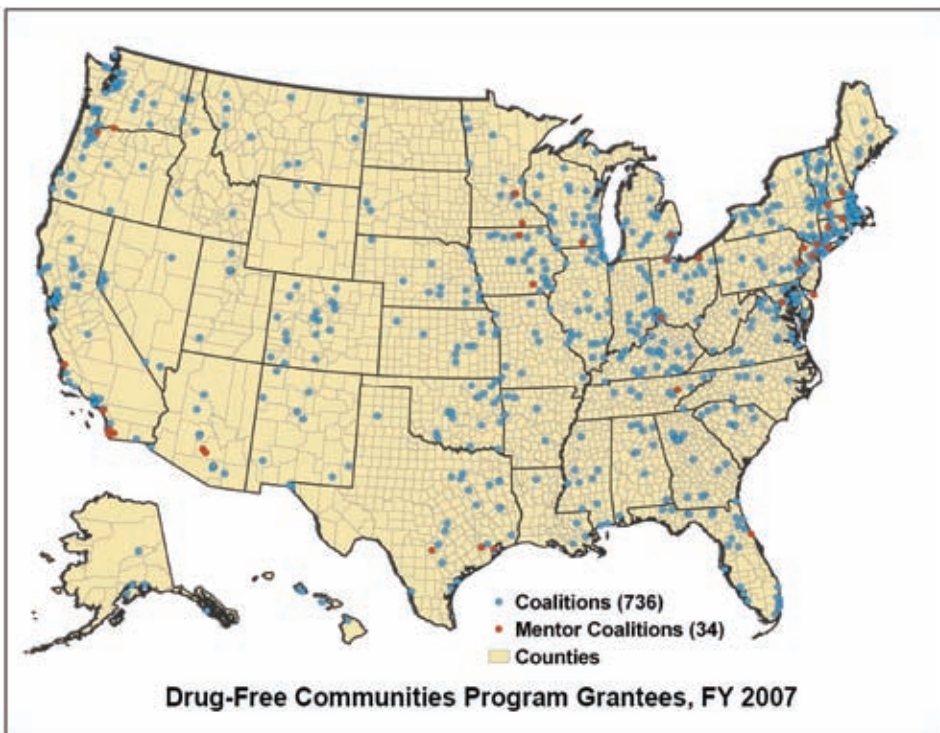 Coalitions (736)
Mentor Coalitions (34)
Counties
Drug-Free Communities Program Grantees, FY 2007